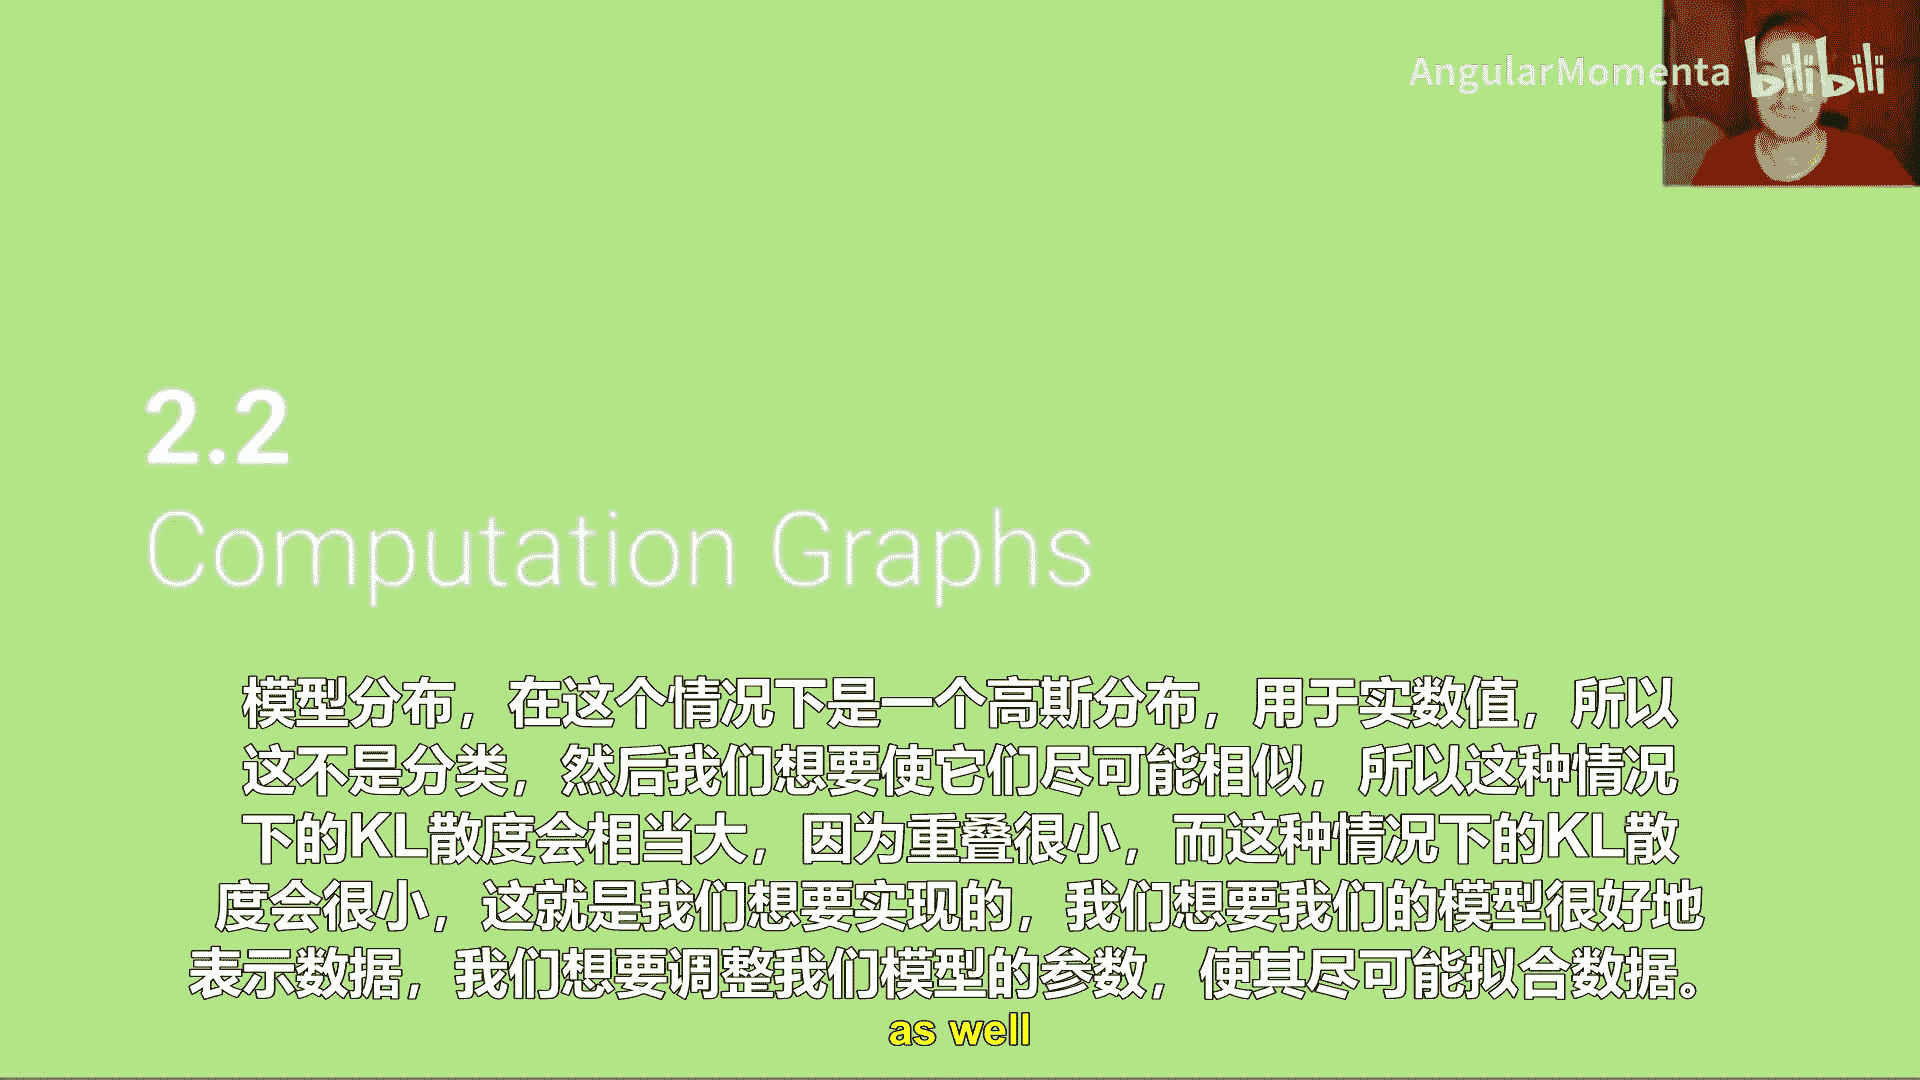 AngularMomenta bilibili
2.2
Computation Graphs
模型分布，在这个情况下是一个高斯分布，用于实数值，所以
这不是分类，然后我们想要使它们尽可能相似，所以这种情况
下的KL散度会相当大，因为重叠很小，而这种情况下的KL散
度会很小，这就是我们想要实现的，我们想要我们的模型很好地
表示数据，我们想要调整我们模型的参数，使其尽可能拟合数据。
as well